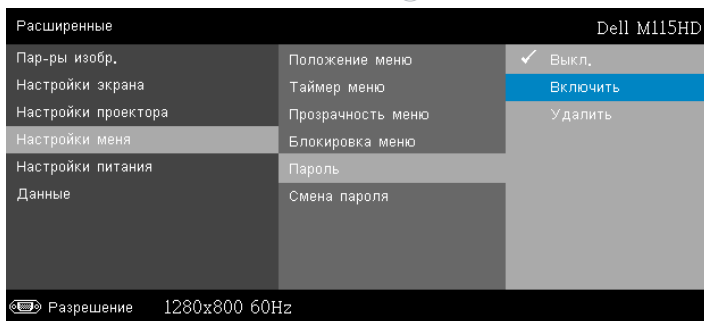 Расширенные Dell M115HD
Пар-ры изобр. Положение меню ✓ Выкл.
Настройки экрана Таймер меню Включить
Настройки проектора Прозрачность меню Удалить
Настройки меня Блокировка меню
Настройки питания Пароль
Данные Смена пароля
Разрешение 1280x800 60Hz